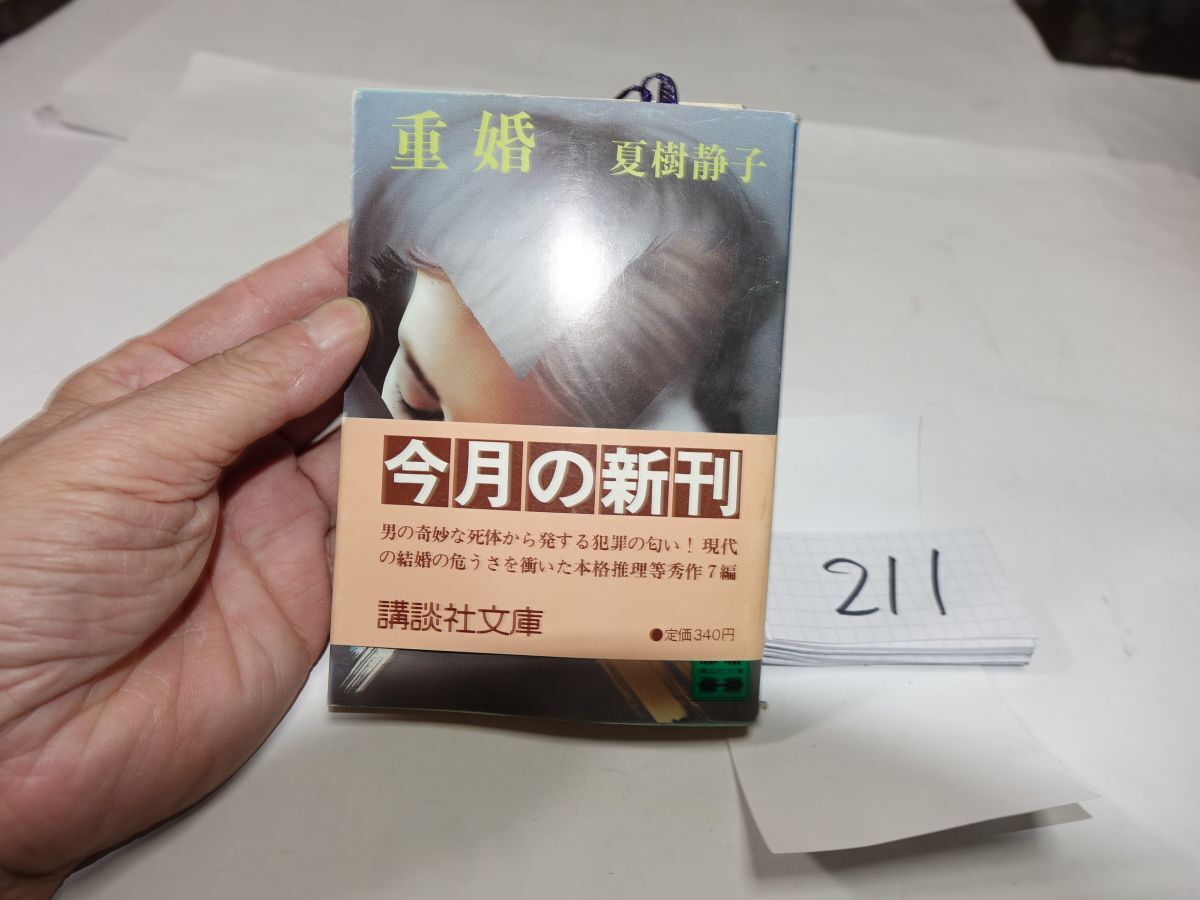 重婚 夏樹静子
今月の新刊
男の奇妙な死体から発する犯罪の匂い！現代
の結婚の危うさを衝いた本格推理等秀作7編
講談社文庫
●定価340円
211